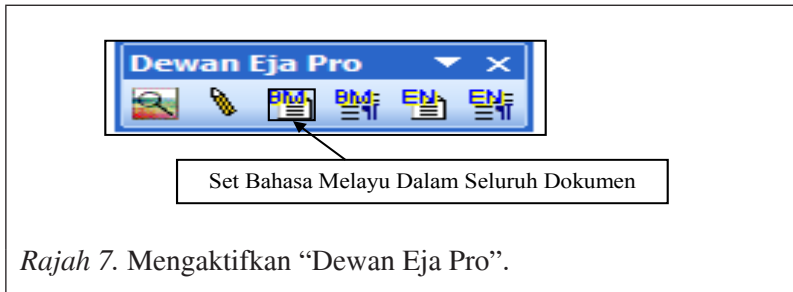 Dewan Eja Pro
BM BM EN EN
Set Bahasa Melayu Dalam Seluruh Dokumen
Rajah 7. Mengaktifkan “Dewan Eja Pro”.